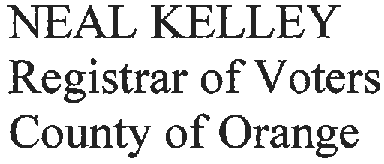 NEAL KELLEY
Registrar of Voters
County of Orange